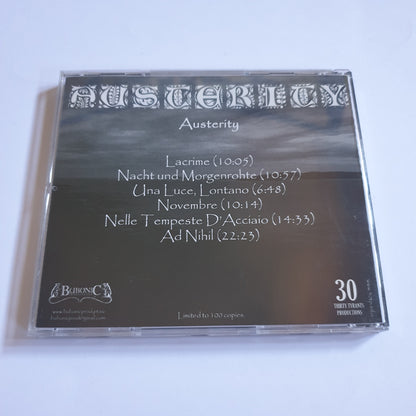 AUSTERITY
Austerity
Lacrime (10:05)
Nacht und Morgenrohte (10:57)
Una Luce, Lontano (6:48)
Novembre (10:14)
Nelle Tempeste D'Acciaio (14:33)
Ad Nihil (22:23)
BUBONIC
30
THIRTY TYRANTS
PRODUCTIONS
Limited to 100 copies.